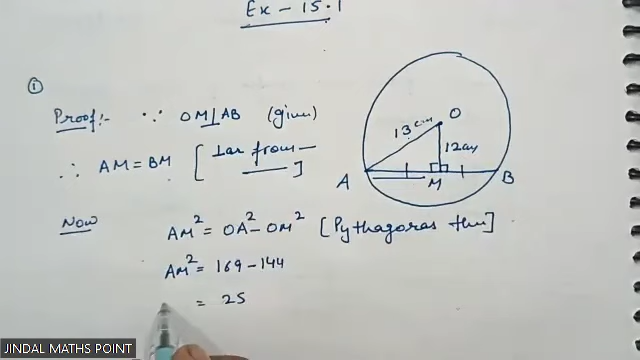 Ex - 15.1
①
Proof:- ∵ OM⊥AB (given)
∴ AM = BM [ ⊥ar from — ]
Now AM² = OA² - OM² [Pythagoras thm]
AM² = 169 - 144
= 25
13 cm
O
12 cm
A
M
B
JINDAL MATHS POINT